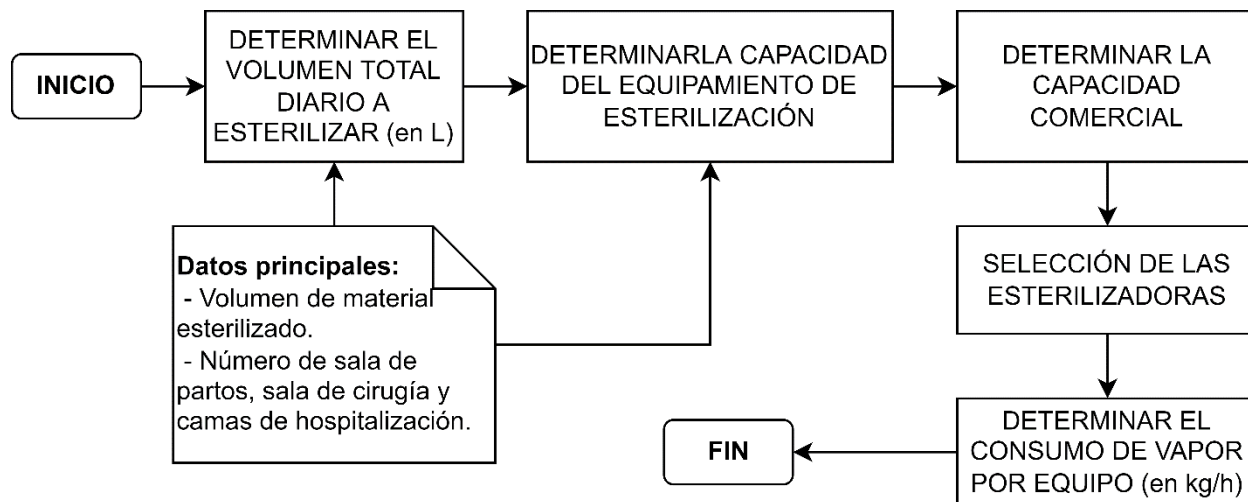 INICIO
DETERMINAR EL
VOLUMEN TOTAL
DIARIO A
ESTERILIZAR (en L)
DETERMINARLA CAPACIDAD
DEL EQUIPAMIENTO DE
ESTERILIZACIÓN
DETERMINAR LA
CAPACIDAD
COMERCIAL
Datos principales:
- Volumen de material
esterilizado.
- Número de sala de
partos, sala de cirugía y
camas de hospitalización.
SELECCIÓN DE LAS
ESTERILIZADORAS
DETERMINAR EL
CONSUMO DE VAPOR
POR EQUIPO (en kg/h)
FIN